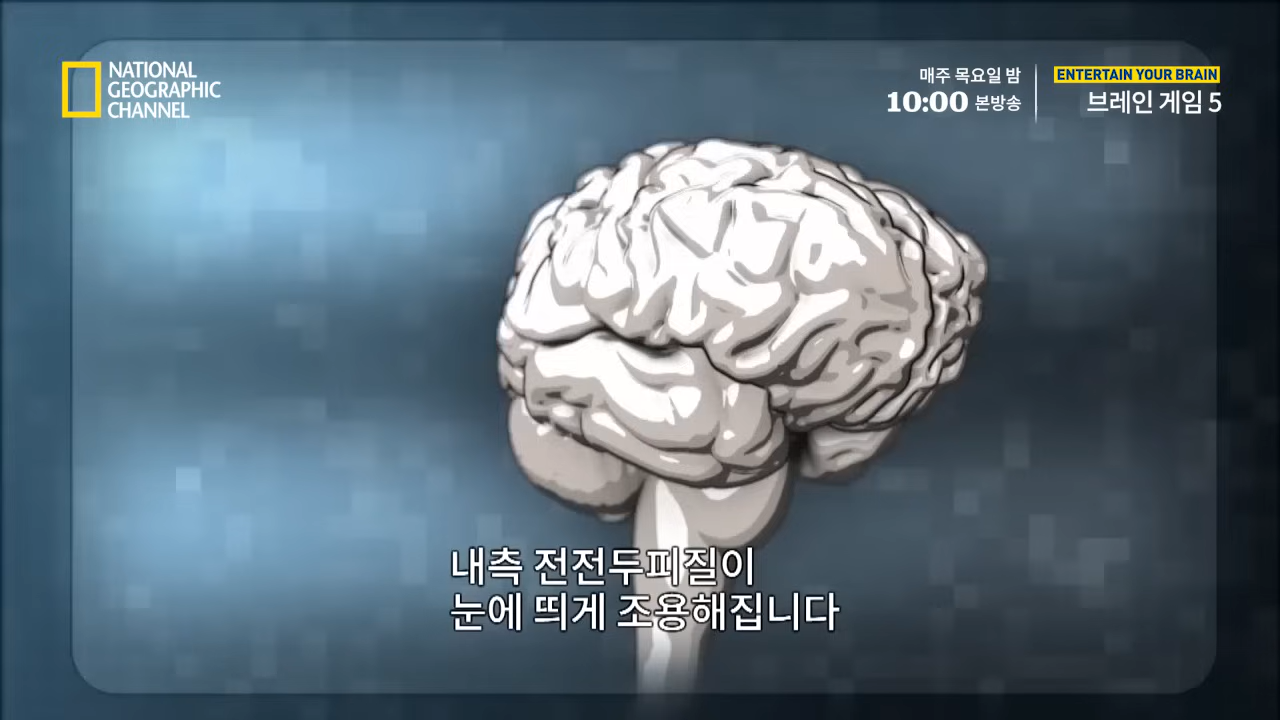 NATIONAL
GEOGRAPHIC
CHANNEL
매주 목요일 밤
10:00 본방송
ENTERTAIN YOUR BRAIN
브레인 게임 5
내측 전전두피질이
눈에 띄게 조용해집니다